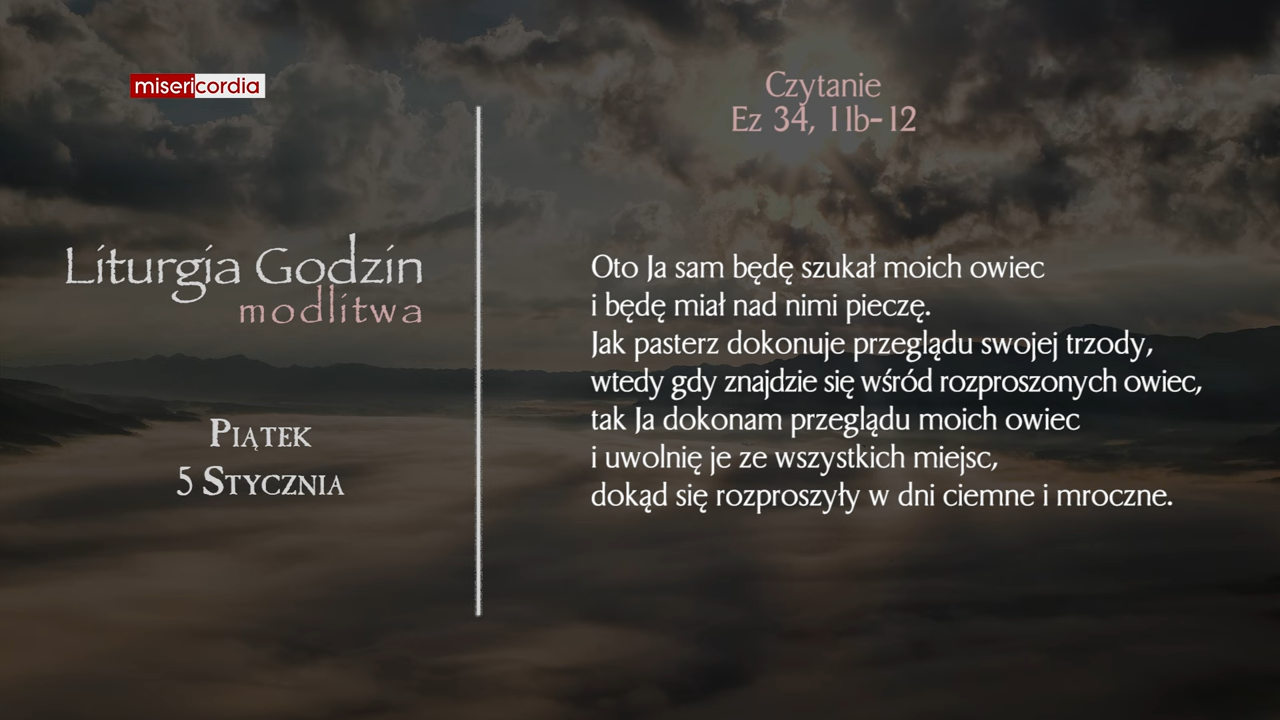 misericordia
Liturgia Godzin
modlitwa
Piątek
5 Stycznia
Czytanie
Ez 34, 11b-12
Oto Ja sam będę szukał moich owiec
i będę miał nad nimi pieczę.
Jak pasterz dokonuje przeglądu swojej trzody,
wtedy gdy znajdzie się wśród rozproszonych owiec,
tak Ja dokonam przeglądu moich owiec
i uwolnię je ze wszystkich miejsc,
dokąd się rozproszyły w dni ciemne i mroczne.